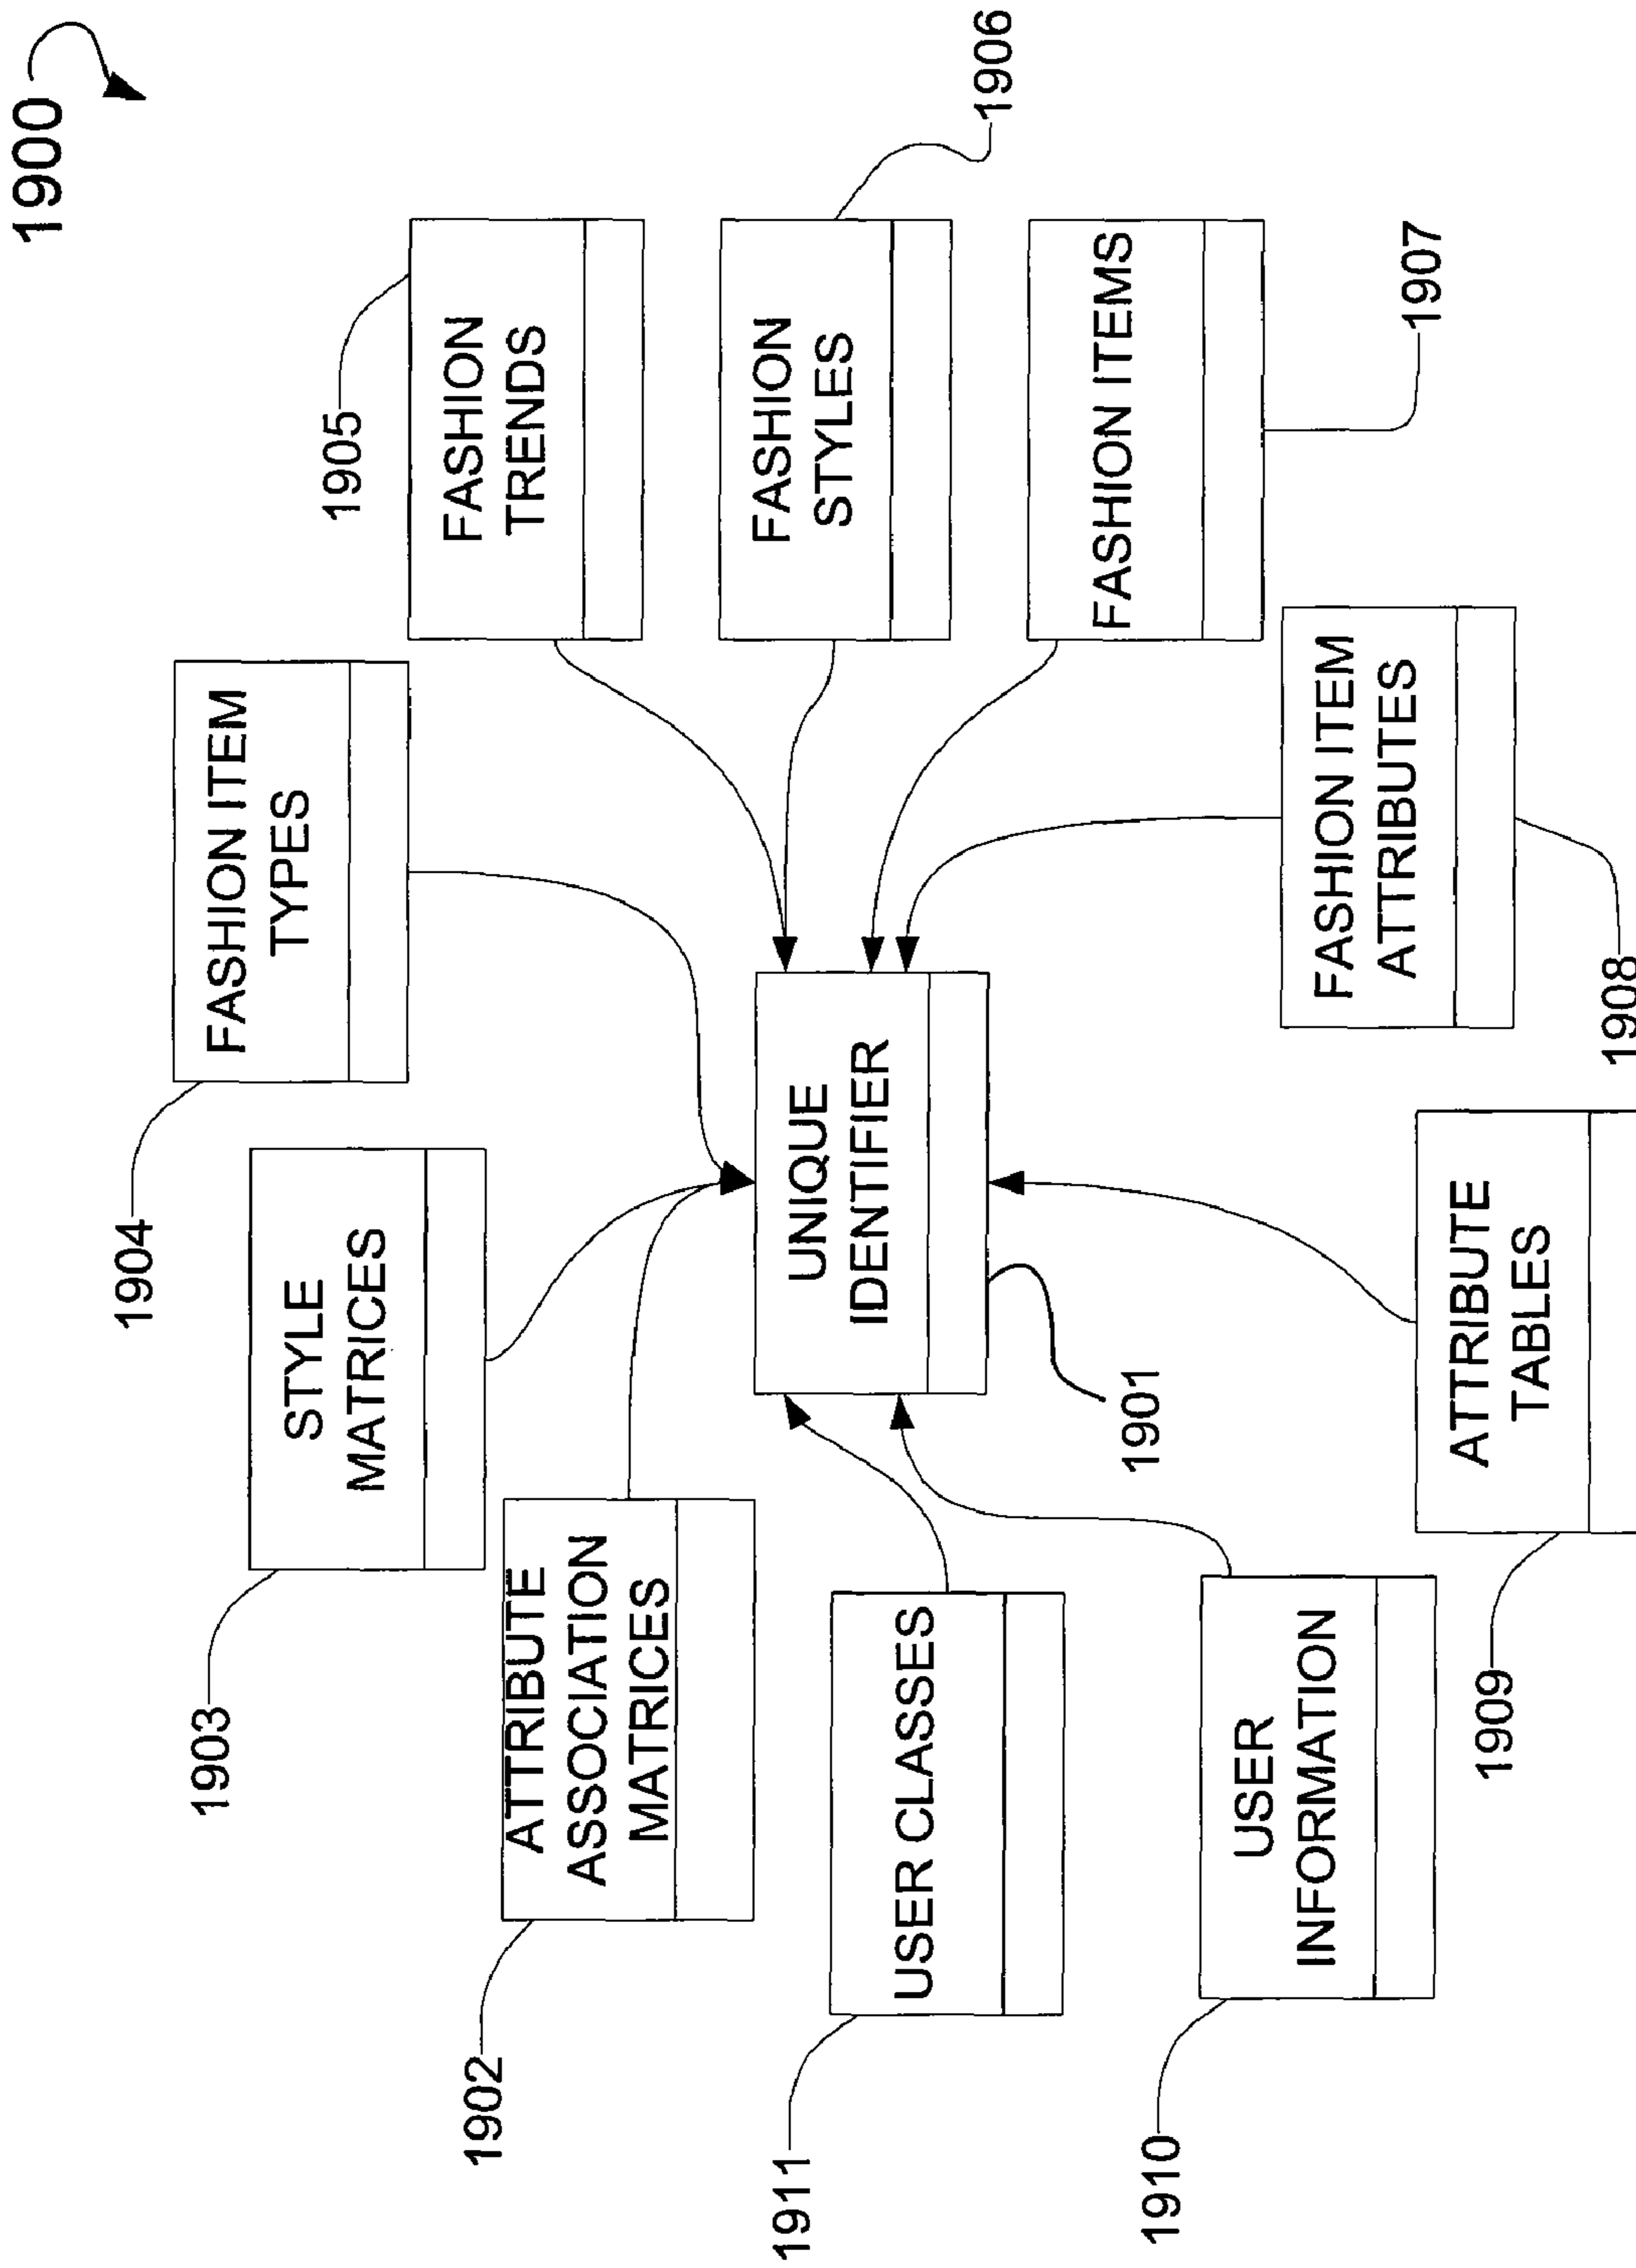 1900
1904
FASHION ITEM
TYPES
1903
STYLE
MATRICES
1905
FASHION
TRENDS
1902
ATTRIBUTE
ASSOCIATION
MATRICES
1906
FASHION
STYLES
UNIQUE
IDENTIFIER
1901
1911
USER CLASSES
FASHION ITEMS
1907
1910
USER
INFORMATION
FASHION ITEM
ATTRIBUTES
1908
1909
ATTRIBUTE
TABLES